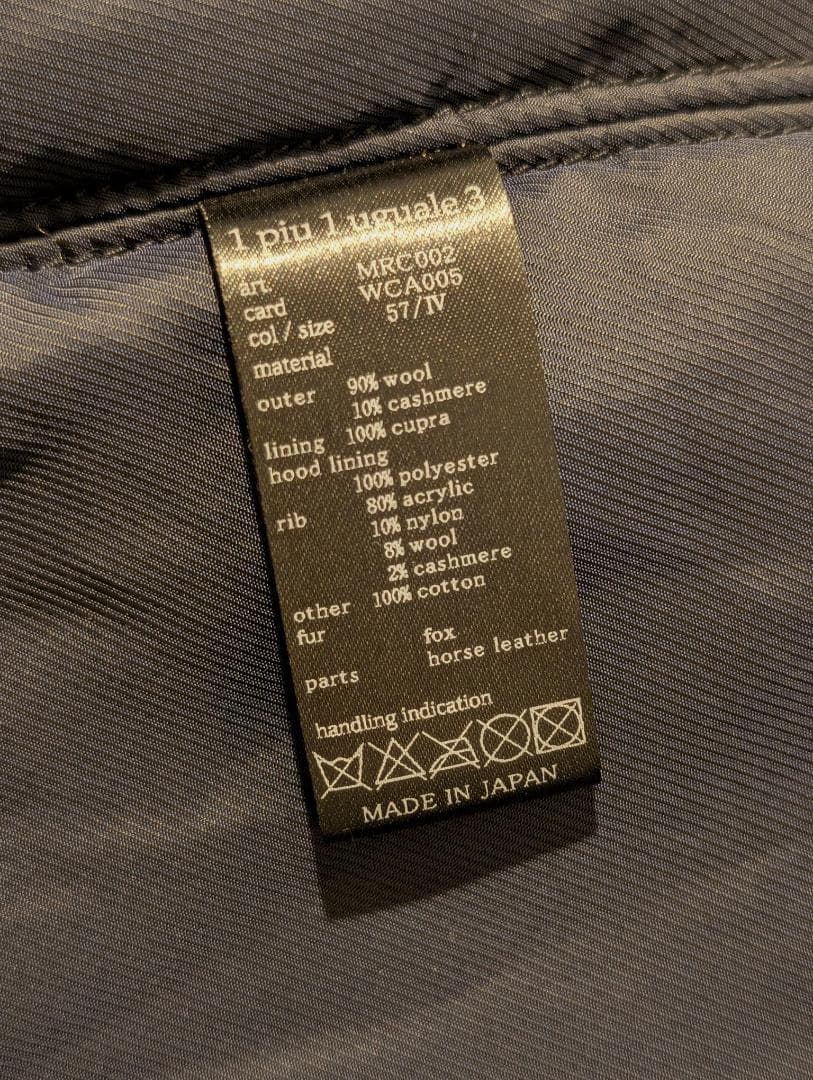 1 piu 1 uguale 3
art. MRC002
card WCA005
col / size 57/IV
material
outer 90% wool
10% cashmere
lining 100% cupra
hood lining
100% polyester
rib 80% acrylic
10% nylon
8% wool
2% cashmere
other 100% cotton
fur fox
parts horse leather
handling indication
MADE IN JAPAN